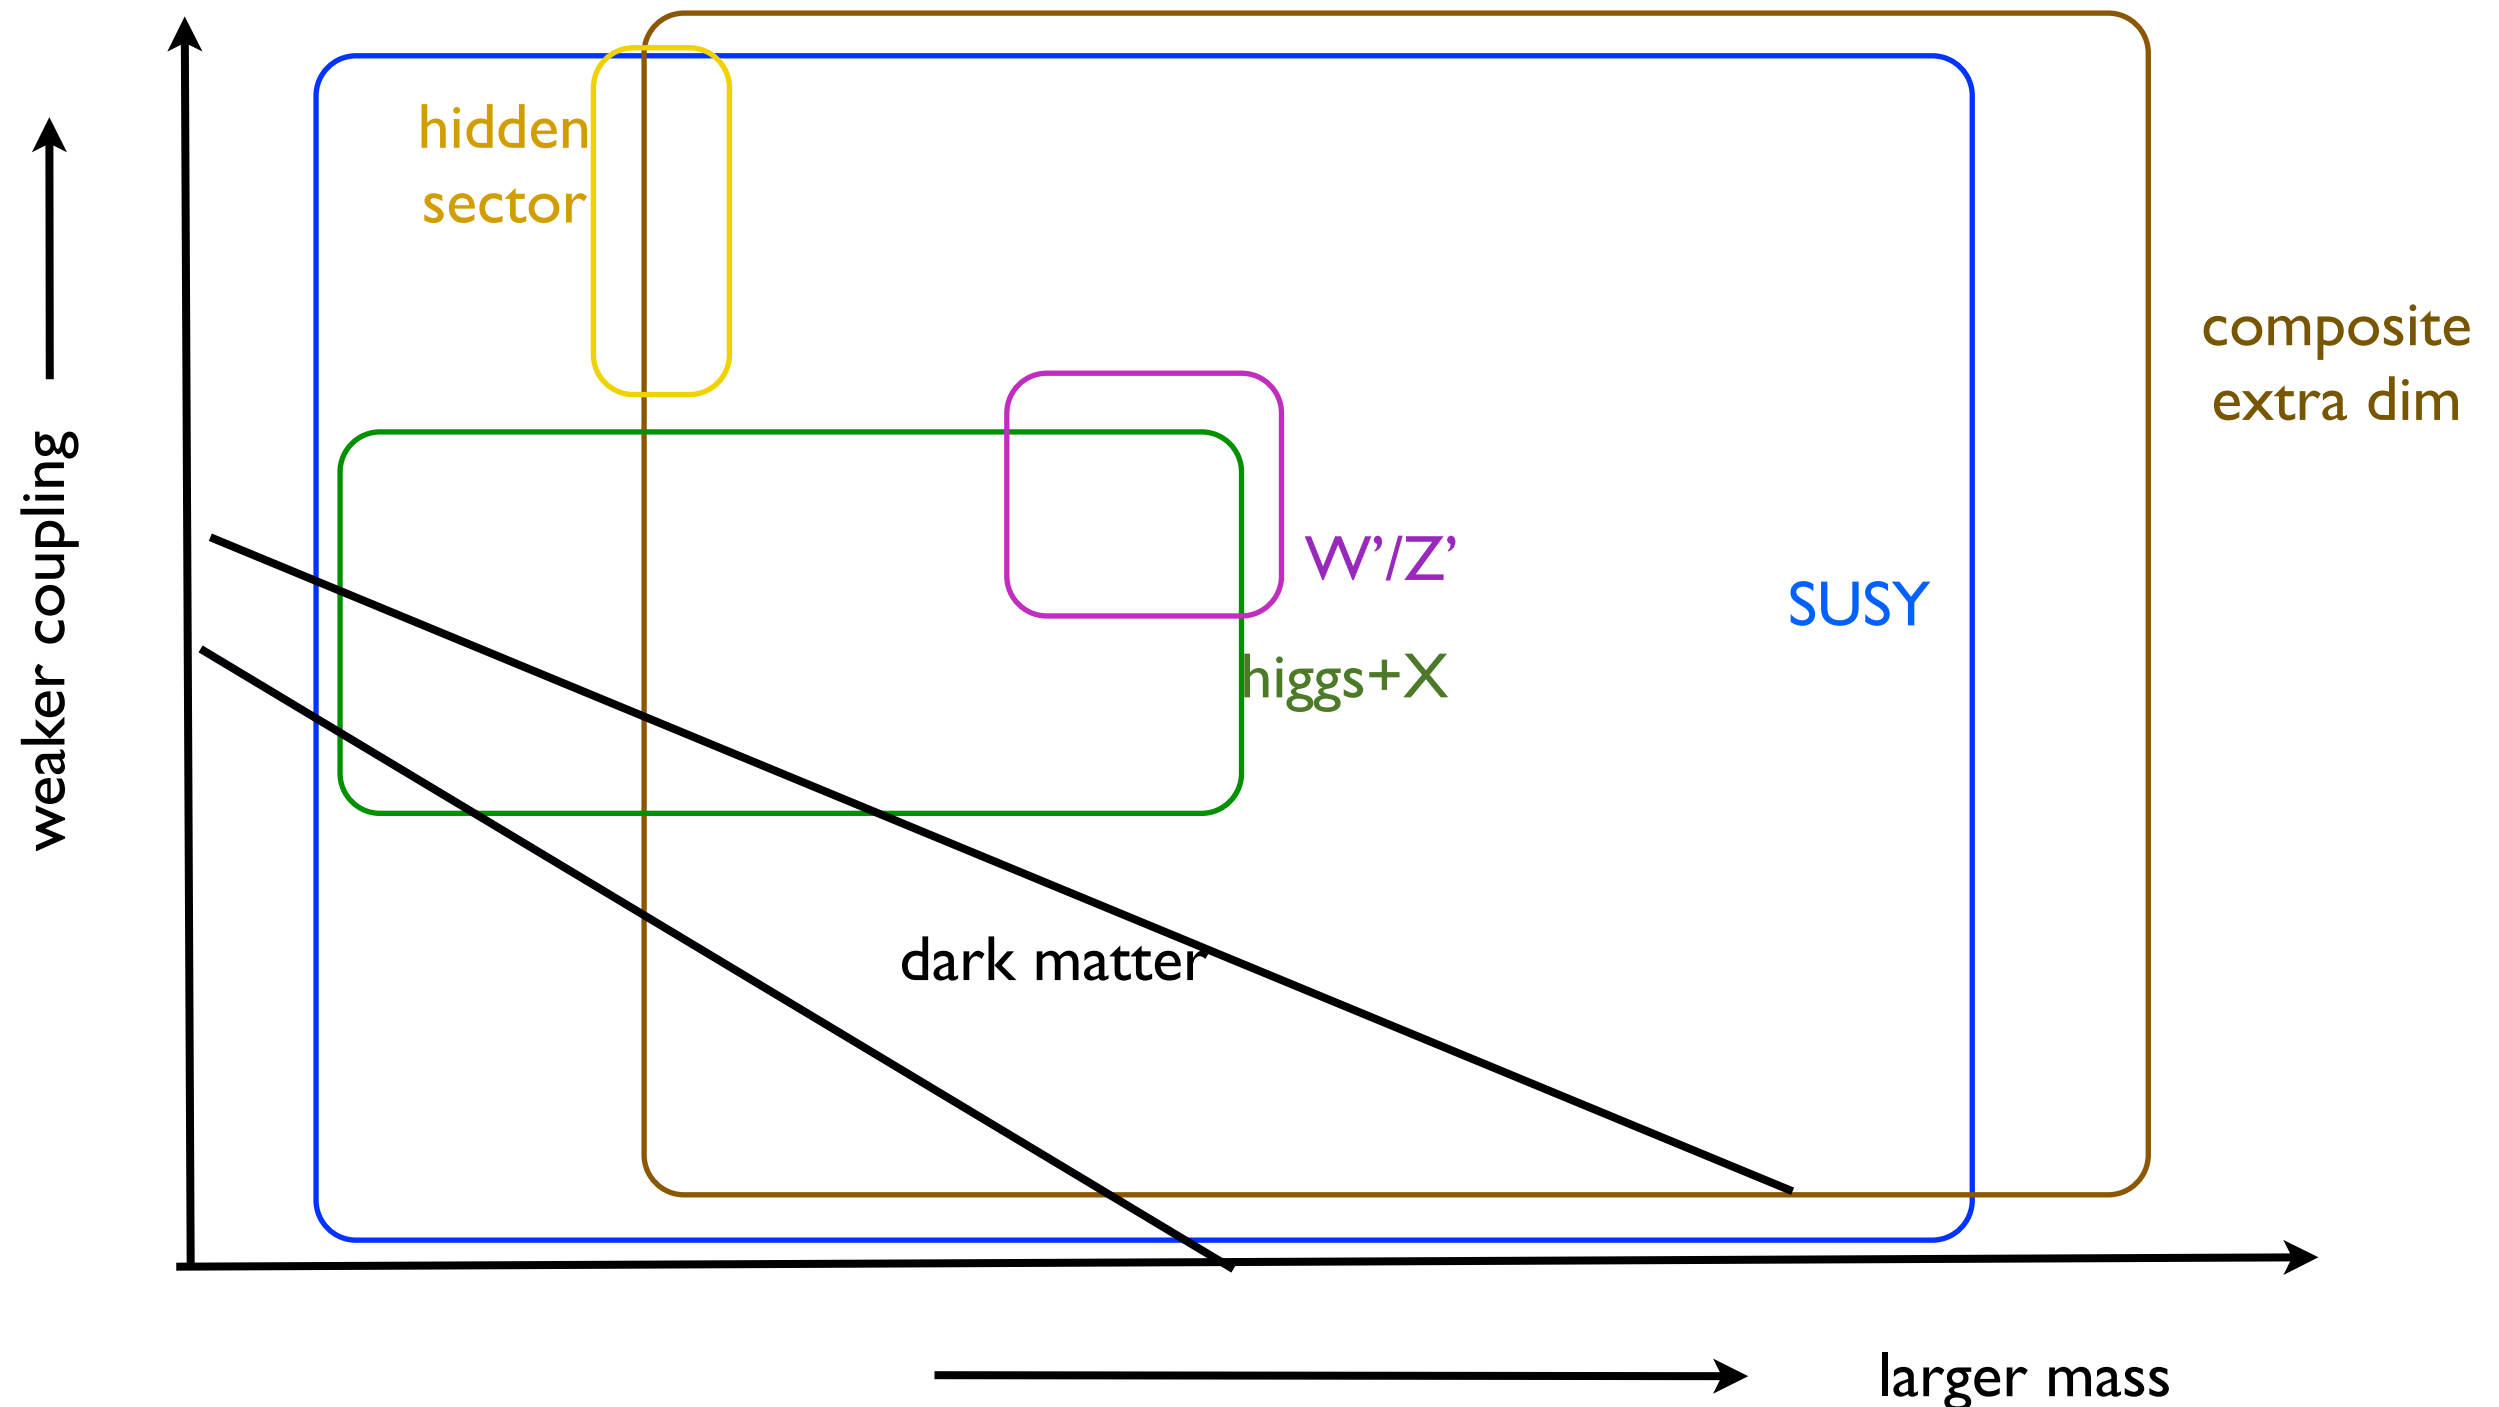 hidden
sector
composite
extra dim
weaker coupling
W’/Z’
SUSY
higgs+X
dark matter
larger mass